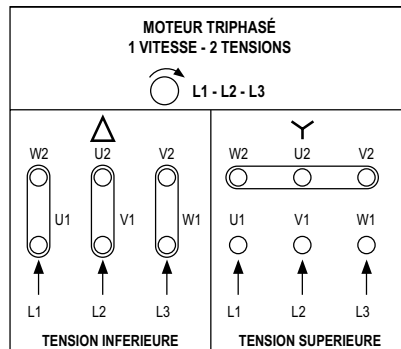 MOTEUR TRIPHASÉ
1 VITESSE - 2 TENSIONS
L1 - L2 - L3
W2 U2 V2
U1 V1 W1
L1 L2 L3
TENSION INFERIEURE
W2 U2 V2
U1 V1 W1
L1 L2 L3
TENSION SUPERIEURE